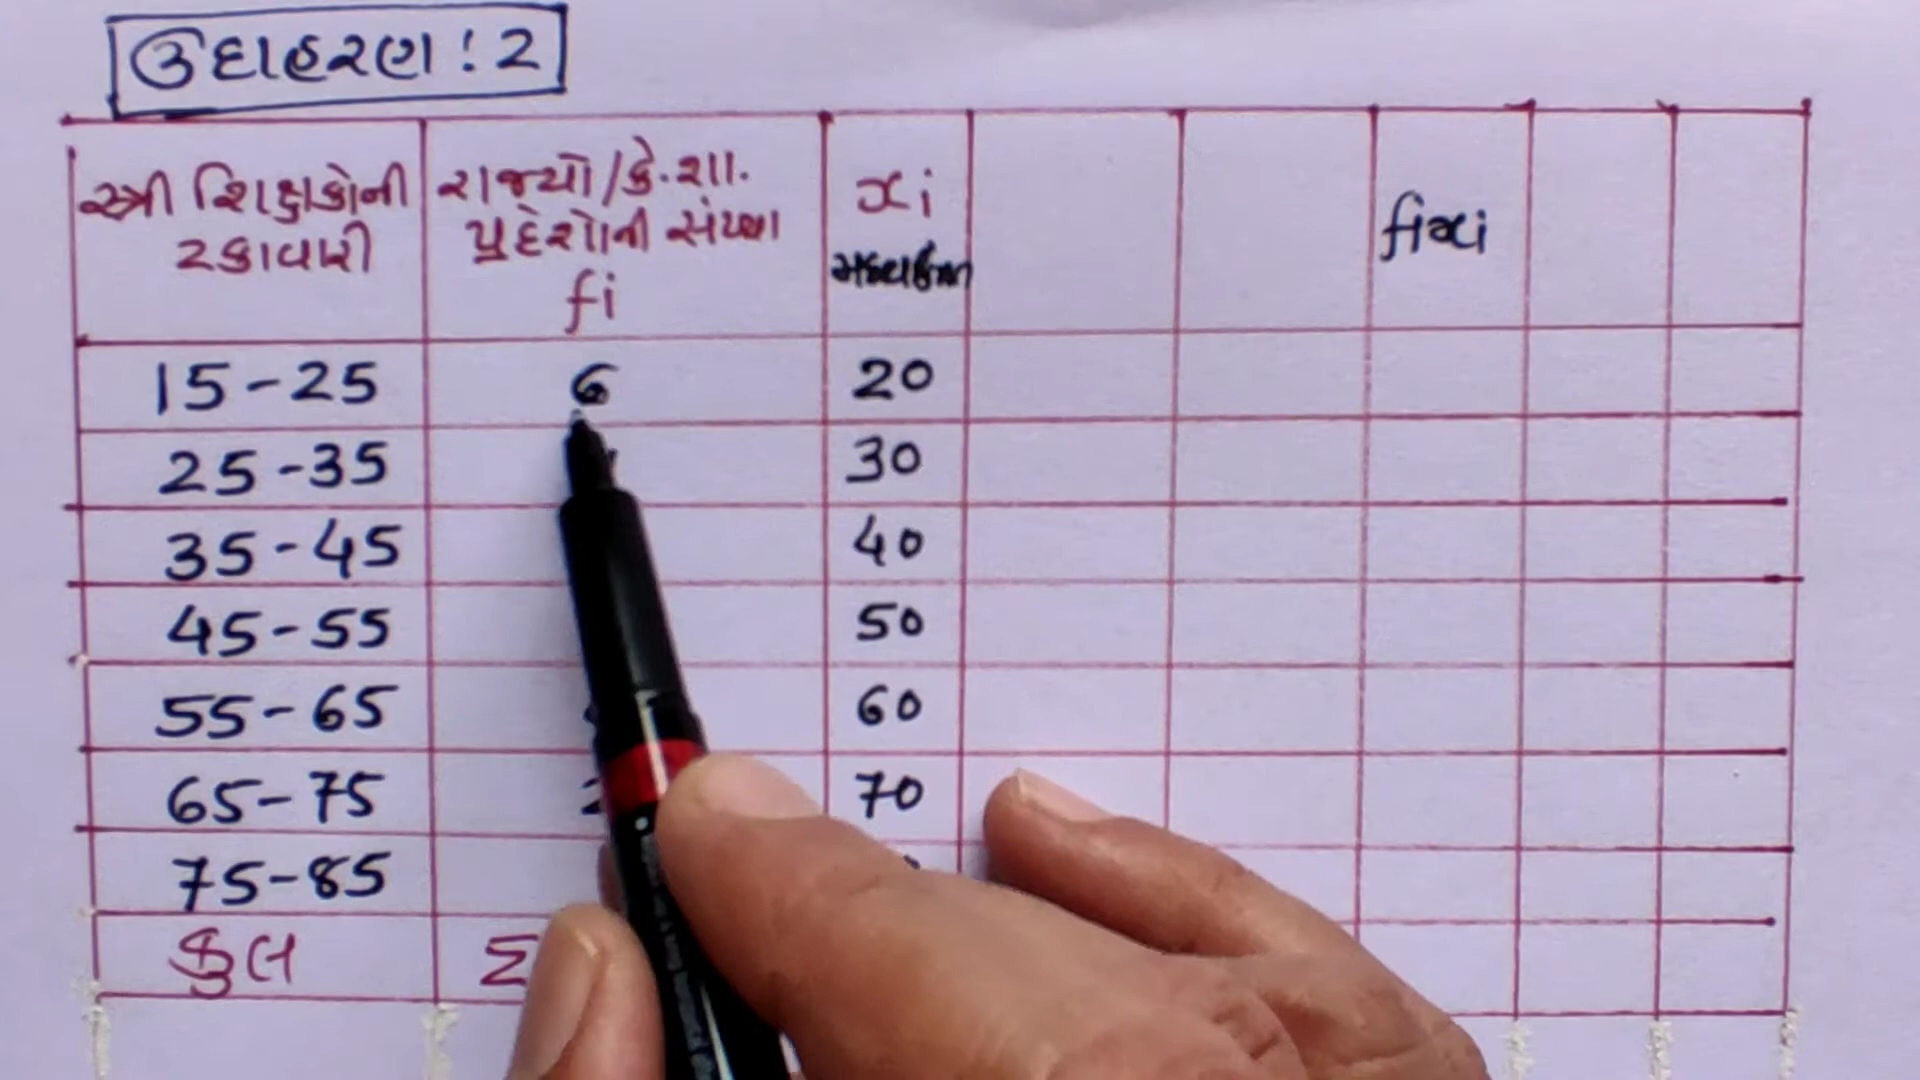 ઉદાહરણ : 2
સ્ત્રી શિક્ષકોની
ટકાવારી
રાજ્યો/કે.શા.
પ્રદેશોની સંખ્યા
fi
xi
મધ્યકિંમત
fixi
15-25 6 20
25-35 30
35-45 40
45-55 50
55-65 60
65-75 70
75-85
કુલ Σ